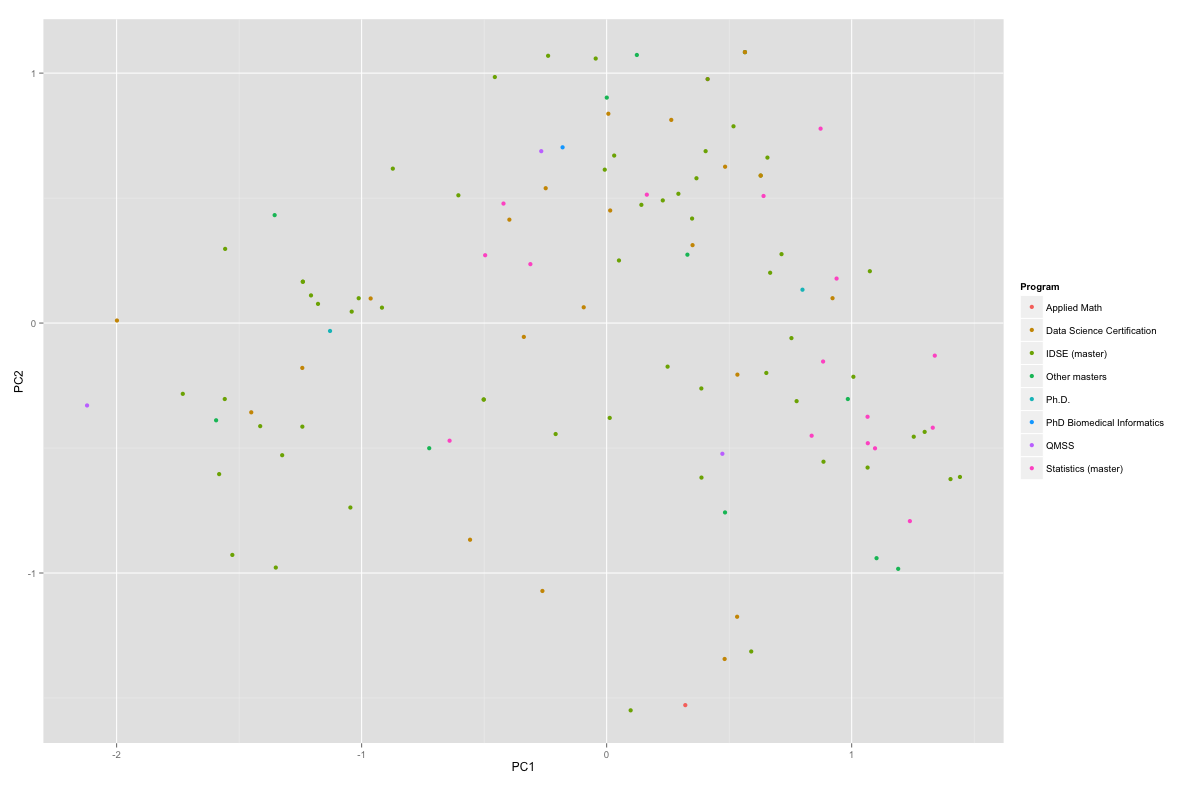 1
0
-1
PC2
-2
-1
0
1
PC1
Program
Applied Math
Data Science Certification
IDSE (master)
Other masters
Ph.D.
PhD Biomedical Informatics
QMSS
Statistics (master)